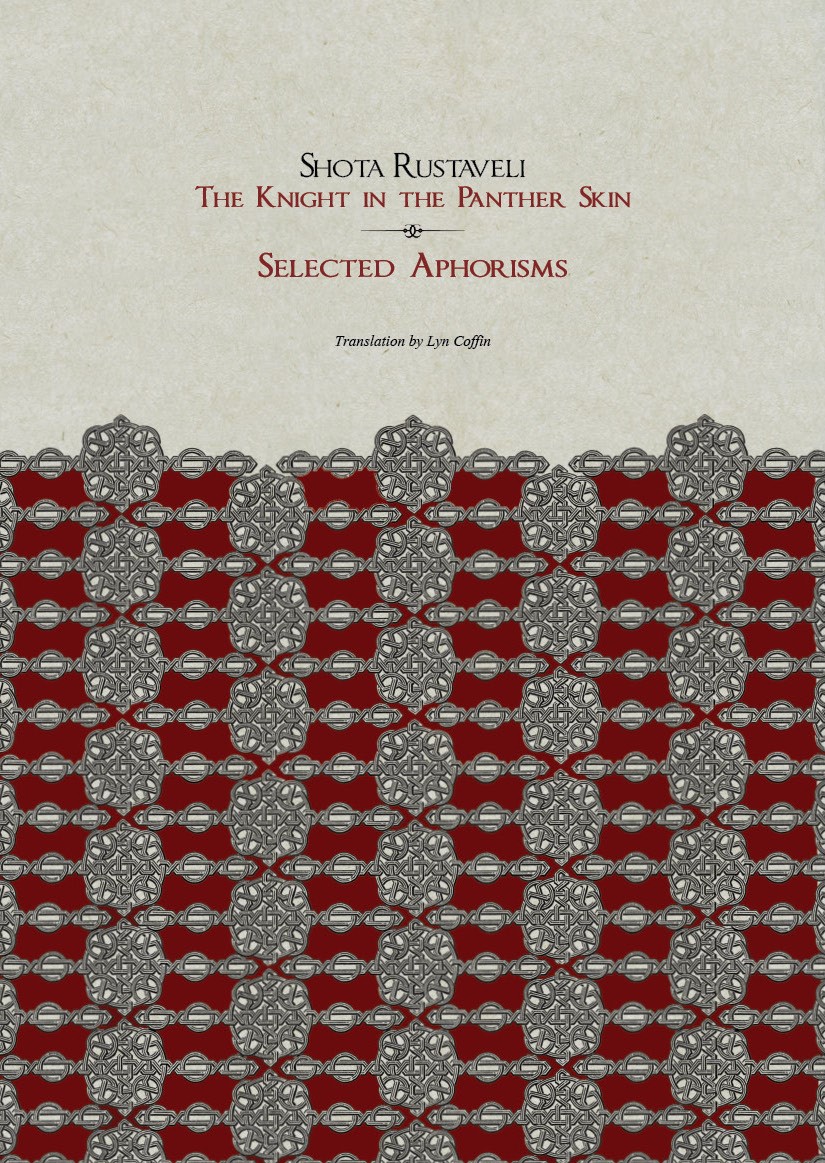 Shota Rustaveli
The Knight in the Panther Skin
Selected Aphorisms
Translation by Lyn Coffin